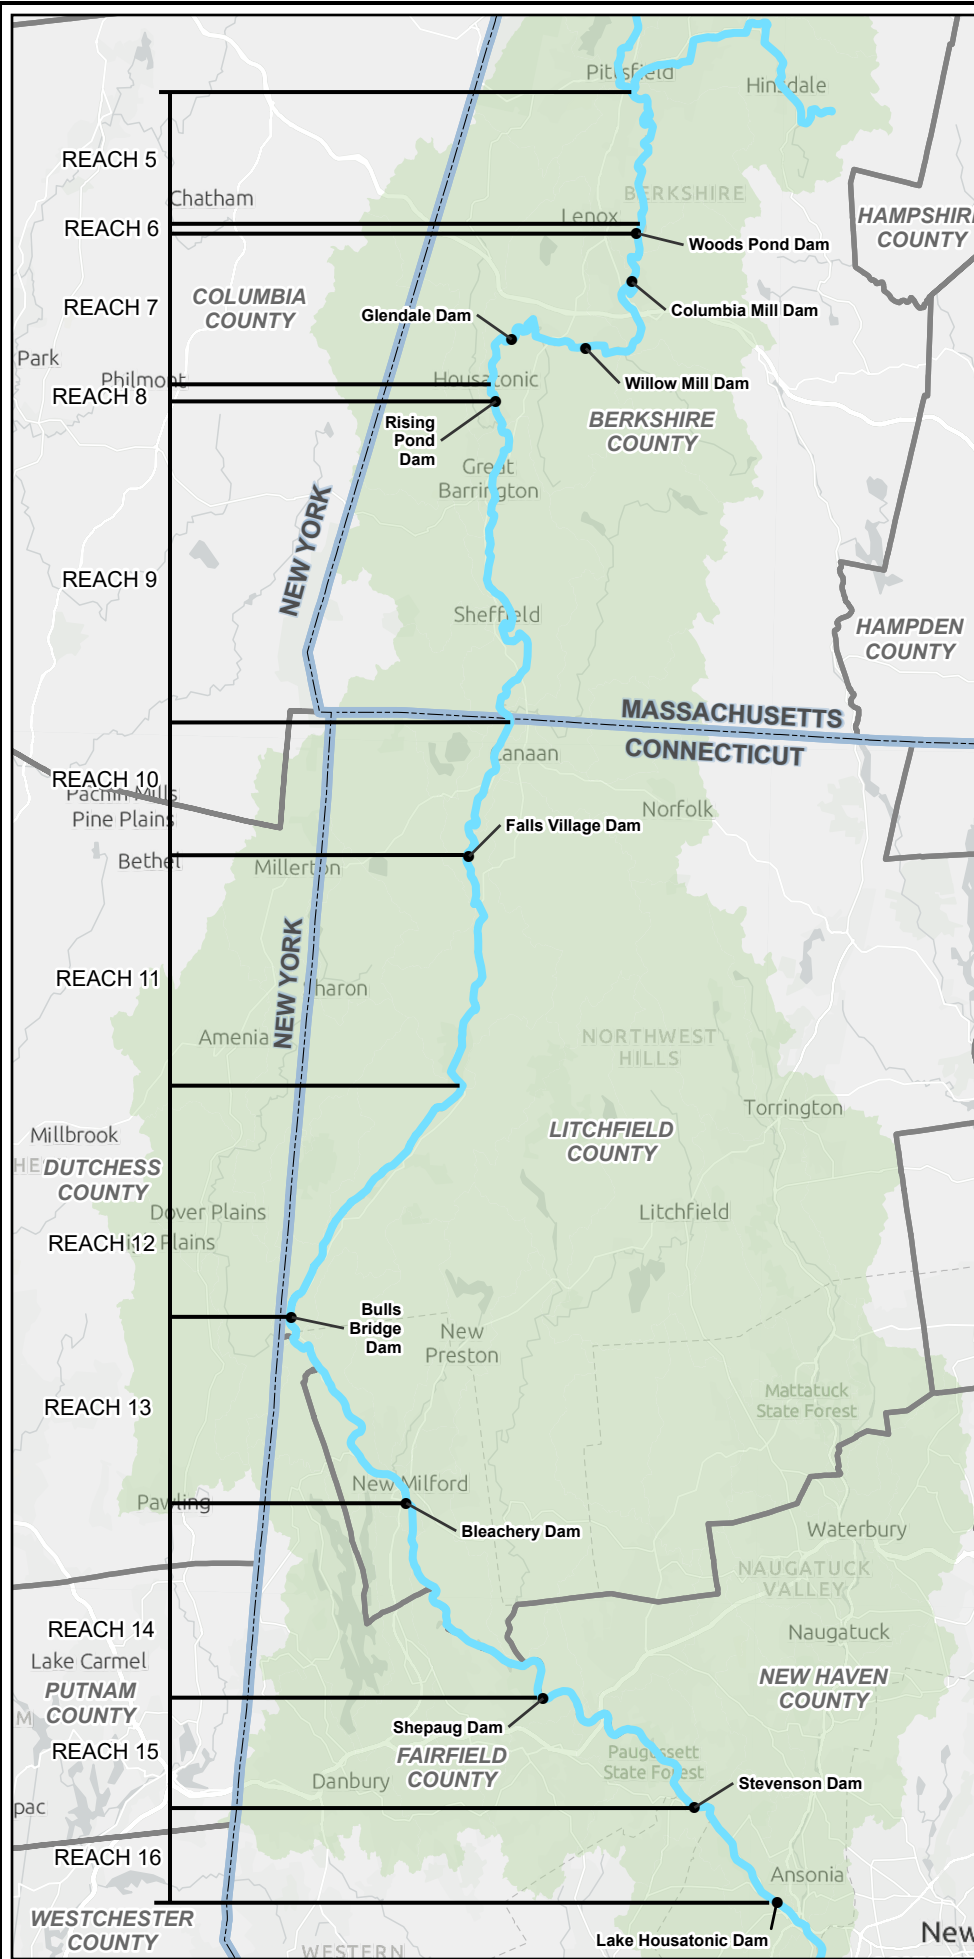 Pittsfield
Hinsdale
REACH 5
Chatham
BERKSHIRE
Lenox
HAMPSHIRE
COUNTY
REACH 6
Woods Pond Dam
COLUMBIA
COUNTY
REACH 7
Glendale Dam
Columbia Mill Dam
Park
Philmont
Housatonic
Willow Mill Dam
REACH 8
Rising
Pond
Dam
BERKSHIRE
COUNTY
Great
Barrington
NEW YORK
REACH 9
Sheffield
HAMPDEN
COUNTY
MASSACHUSETTS
CONNECTICUT
Canaan
REACH 10
Pachin Mills
Pine Plains
Norfolk
Falls Village Dam
Bethel
Millerton
NEW YORK
REACH 11
Sharon
Amenia
NORTHWEST
HILLS
Torrington
Millbrook
LITCHFIELD
COUNTY
HE
DUTCHESS
COUNTY
Dover Plains
Litchfield
REACH 12
Plains
Bulls
Bridge
Dam
New
Preston
Mattatuck
State Forest
REACH 13
New Milford
Pawling
Bleachery Dam
Waterbury
NAUGATUCK
VALLEY
REACH 14
Naugatuck
Lake Carmel
PUTNAM
COUNTY
M
NEW HAVEN
COUNTY
Shepaug Dam
REACH 15
FAIRFIELD
COUNTY
Paugussett
State Forest
Danbury
Stevenson Dam
pac
REACH 16
Ansonia
WESTCHESTER
COUNTY
Lake Housatonic Dam
New
WESTERN